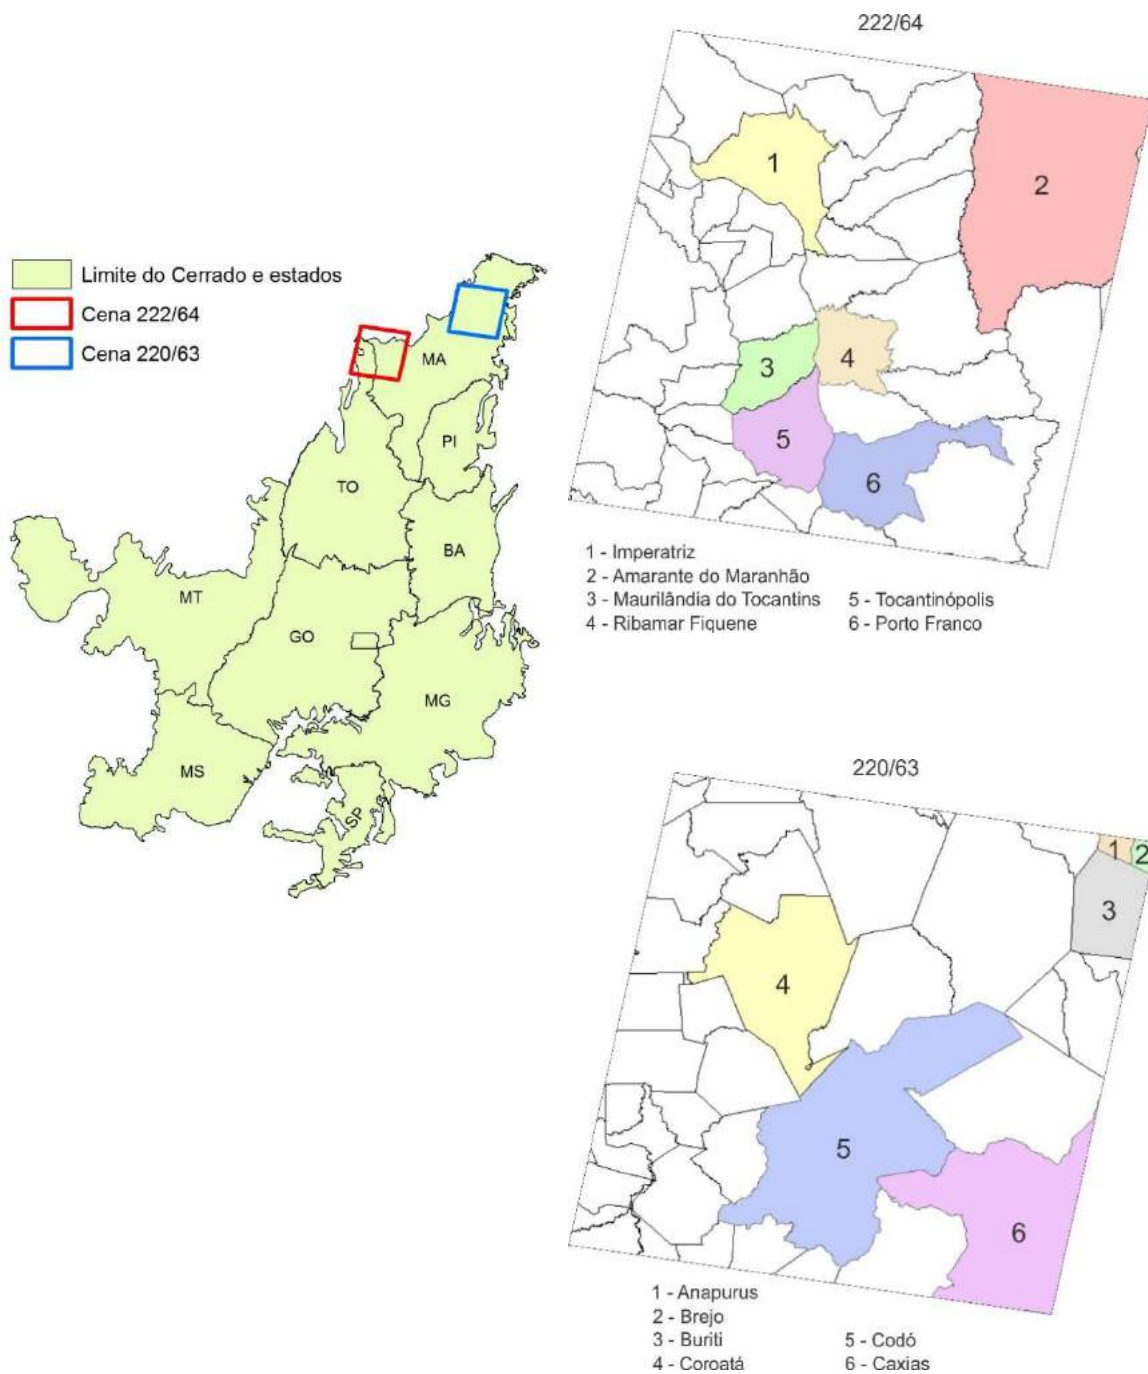 Limite do Cerrado e estados
Cena 222/64
Cena 220/63
MA
PI
TO
BA
MT
GO
MG
MS
SP
222/64
1
2
3
4
5
6
1 - Imperatriz
2 - Amarante do Maranhão
3 - Maurilândia do Tocantins
4 - Ribamar Fiquene
5 - Tocantinópolis
6 - Porto Franco
220/63
1
2
3
4
5
6
1 - Anapurus
2 - Brejo
3 - Buriti
4 - Coroatá
5 - Codó
6 - Caxias